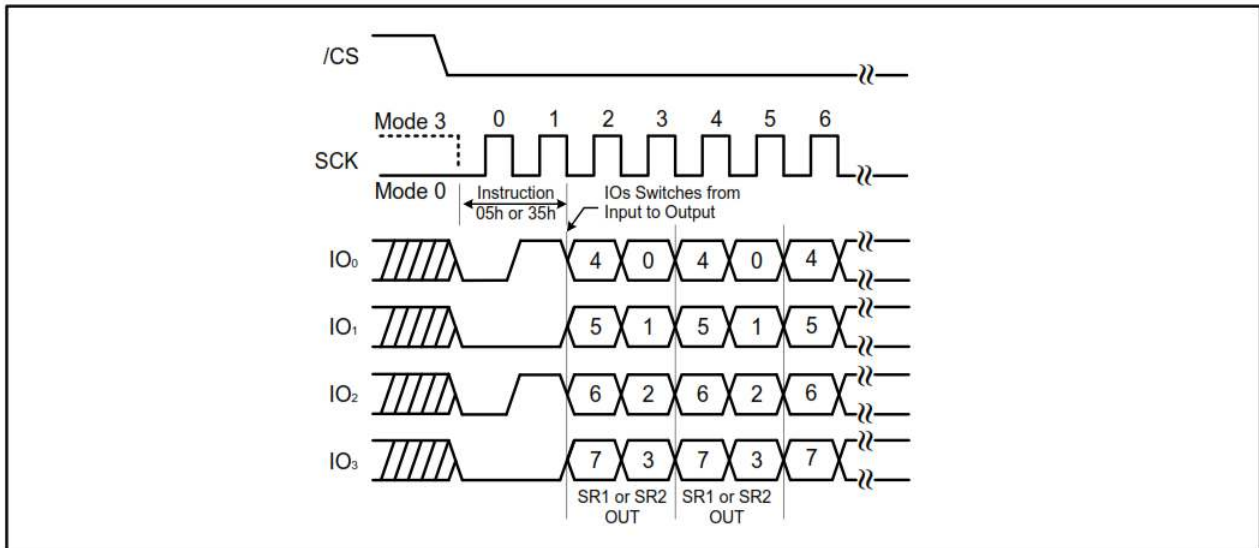 /CS
Mode 3
0 1 2 3 4 5 6
SCK
Mode 0
Instruction
05h or 35h
IOs Switches from
Input to Output
IO₀ 4 0 4 0 4
IO₁ 5 1 5 1 5
IO₂ 6 2 6 2 6
IO₃ 7 3 7 3 7
SR1 or SR2 SR1 or SR2
OUT OUT